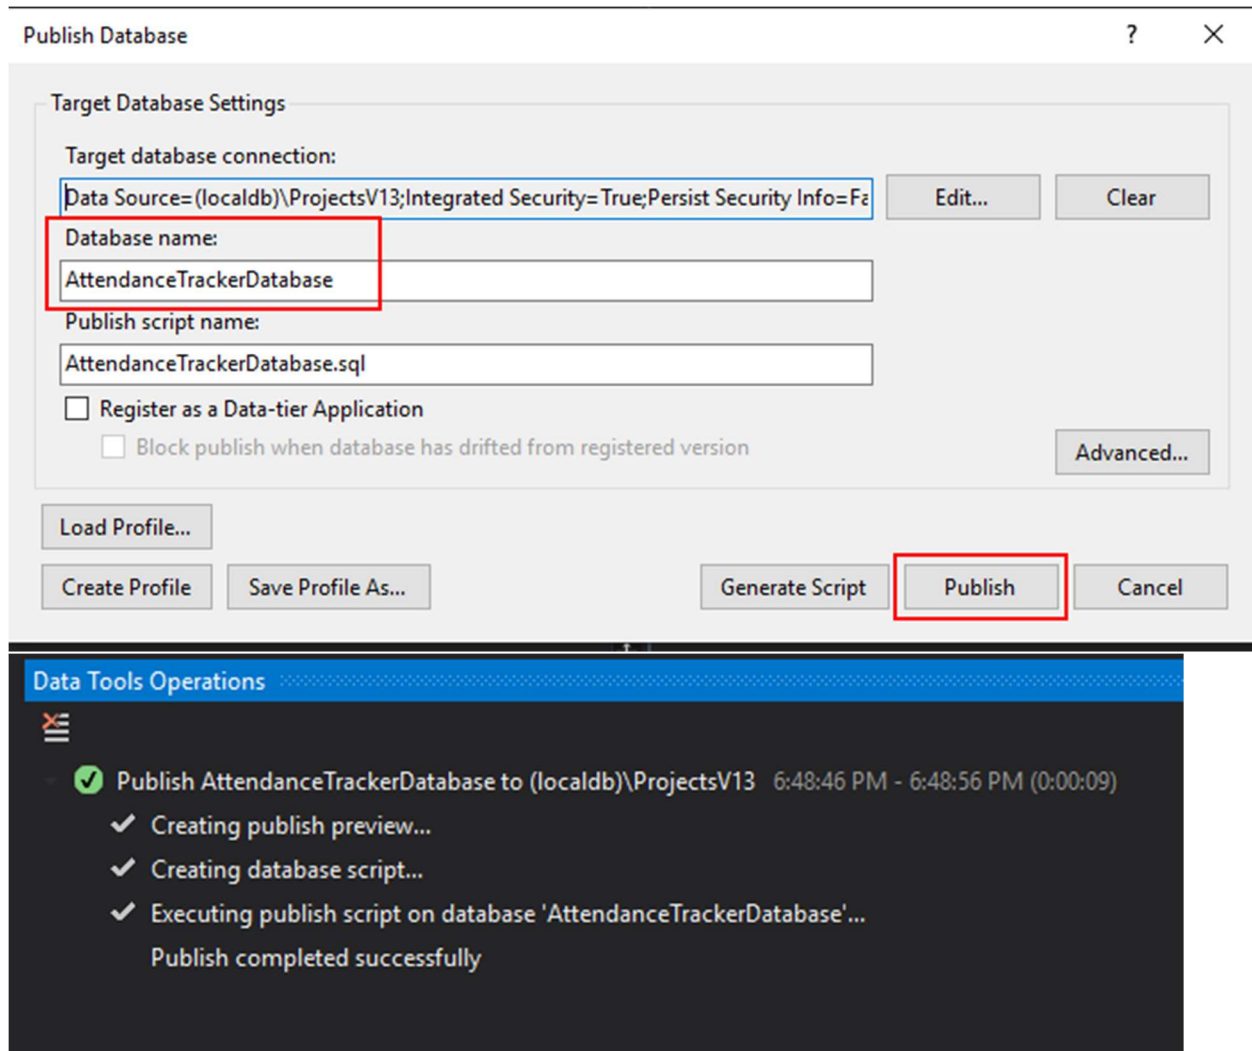 Publish Database ?
Target Database Settings
Target database connection:
Data Source=(localdb)\ProjectsV13;Integrated Security=True;Persist Security Info=Fa Edit... Clear
Database name:
AttendanceTrackerDatabase
Publish script name:
AttendanceTrackerDatabase.sql
Register as a Data-tier Application
Block publish when database has drifted from registered version
Advanced...
Load Profile...
Create Profile Save Profile As... Generate Script Publish Cancel
Data Tools Operations
Publish AttendanceTrackerDatabase to (localdb)\ProjectsV13 6:48:46 PM - 6:48:56 PM (0:00:09)
Creating publish preview...
Creating database script...
Executing publish script on database 'AttendanceTrackerDatabase'...
Publish completed successfully